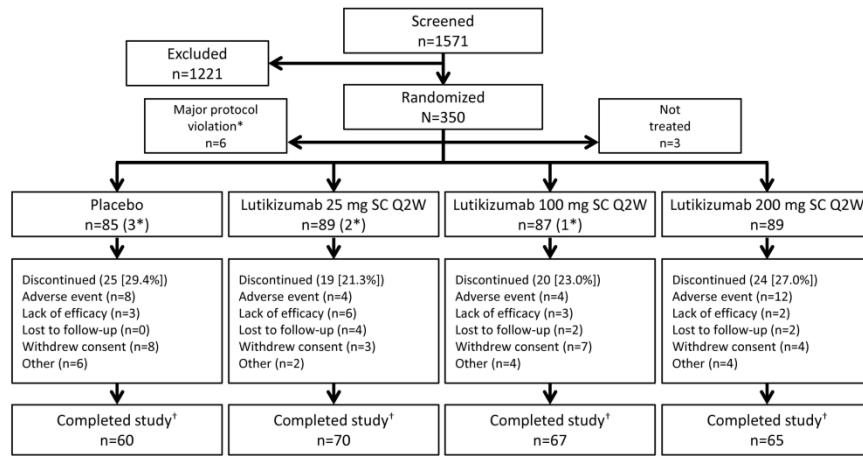 Screened
n=1571
Excluded
n=1221
Randomized
N=350
Major protocol
violation*
n=6
Not
treated
n=3
Placebo
n=85 (3*)
Lutikizumab 25 mg SC Q2W
n=89 (2*)
Lutikizumab 100 mg SC Q2W
n=87 (1*)
Lutikizumab 200 mg SC Q2W
n=89
Discontinued (25 [29.4%])
Adverse event (n=8)
Lack of efficacy (n=3)
Lost to follow-up (n=0)
Withdrew consent (n=8)
Other (n=6)
Discontinued (19 [21.3%])
Adverse event (n=4)
Lack of efficacy (n=6)
Lost to follow-up (n=4)
Withdrew consent (n=3)
Other (n=2)
Discontinued (20 [23.0%])
Adverse event (n=4)
Lack of efficacy (n=3)
Lost to follow-up (n=2)
Withdrew consent (n=7)
Other (n=4)
Discontinued (24 [27.0%])
Adverse event (n=12)
Lack of efficacy (n=2)
Lost to follow-up (n=2)
Withdrew consent (n=4)
Other (n=4)
Completed study†
n=60
Completed study†
n=70
Completed study†
n=67
Completed study†
n=65